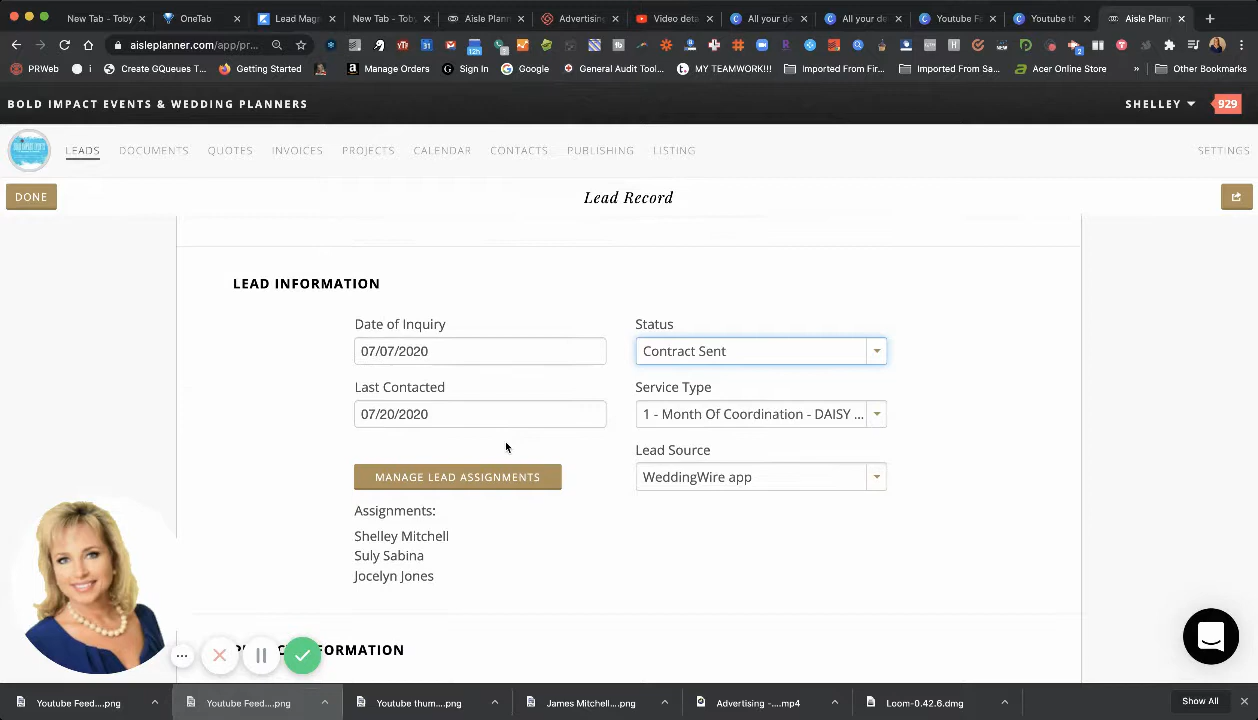 New Tab - Toby
OneTab
Lead Magn
New Tab - Toby
Aisle Plann
Advertising
Video deta
All your de
All your de
Youtube Fe
Youtube th
Aisle Plann
aisleplanner.com/app/pr...
PRWeb
i
Create GQueues T...
Getting Started
Manage Orders
Sign In
Google
General Audit Tool...
MY TEAMWORK!!!
Imported From Fir...
Imported From Sa...
Acer Online Store
»
Other Bookmarks
BOLD IMPACT EVENTS & WEDDING PLANNERS
SHELLEY
929
LEADS
DOCUMENTS
QUOTES
INVOICES
PROJECTS
CALENDAR
CONTACTS
PUBLISHING
LISTING
SETTINGS
DONE
Lead Record
LEAD INFORMATION
Date of Inquiry
Status
07/07/2020
Contract Sent
Last Contacted
Service Type
07/20/2020
1 - Month Of Coordination - DAISY ...
Lead Source
MANAGE LEAD ASSIGNMENTS
WeddingWire app
Assignments:
Shelley Mitchell
Suly Sabina
Jocelyn Jones
FORMATION
Youtube Feed....png
Youtube Feed....png
Youtube thum....png
James Mitchell....png
Advertising -....mp4
Loom-0.42.6.dmg
Show All